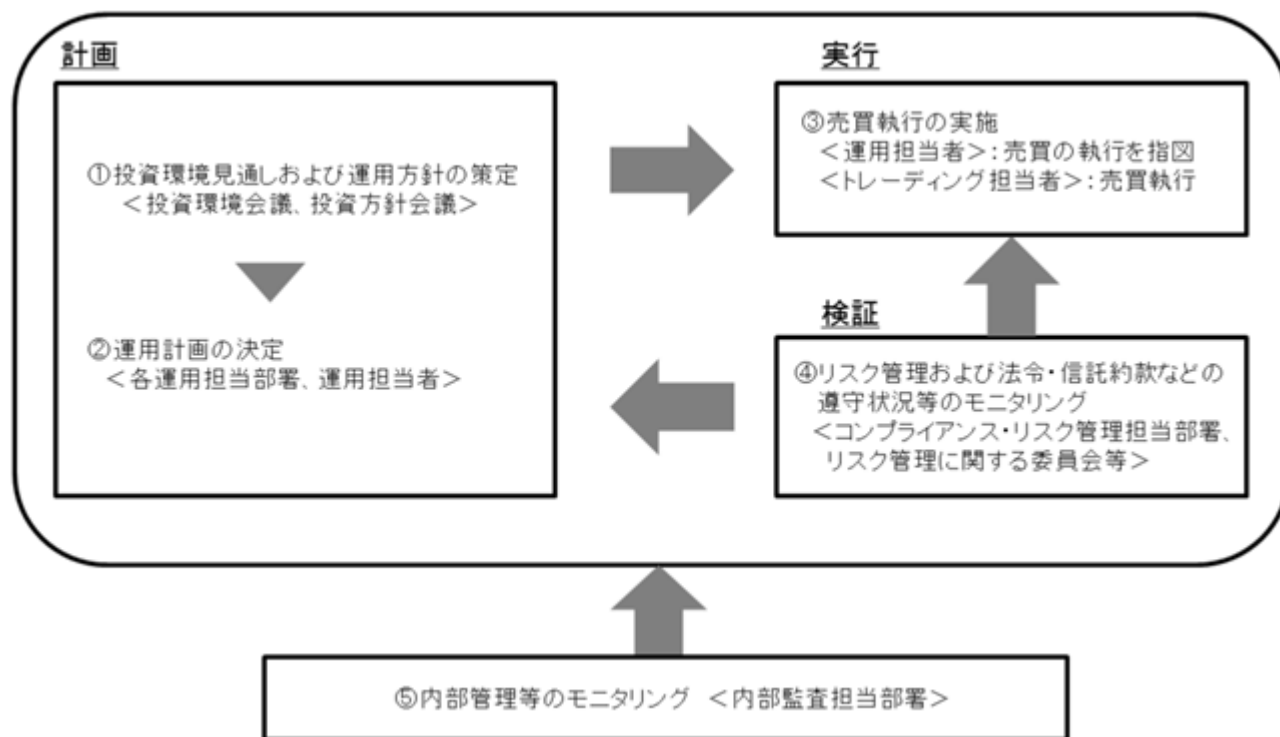 計画
①投資環境見通しおよび運用方針の策定
＜投資環境会議、投資方針会議＞
②運用計画の決定
＜各運用担当部署、運用担当者＞
実行
③売買執行の実施
＜運用担当者＞：売買の執行を指図
＜トレーディング担当者＞：売買執行
検証
④リスク管理および法令・信託約款などの
遵守状況等のモニタリング
＜コンプライアンス・リスク管理担当部署、
リスク管理に関する委員会等＞
⑤内部管理等のモニタリング ＜内部監査担当部署＞